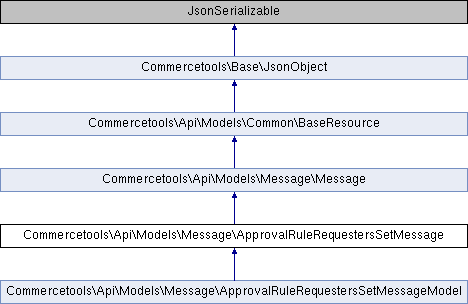 JsonSerializable
Commercetools\Base\JsonObject
Commercetools\Api\Models\Common\BaseResource
Commercetools\Api\Models\Message\Message
Commercetools\Api\Models\Message\ApprovalRuleRequestersSetMessage
Commercetools\Api\Models\Message\ApprovalRuleRequestersSetMessageModel